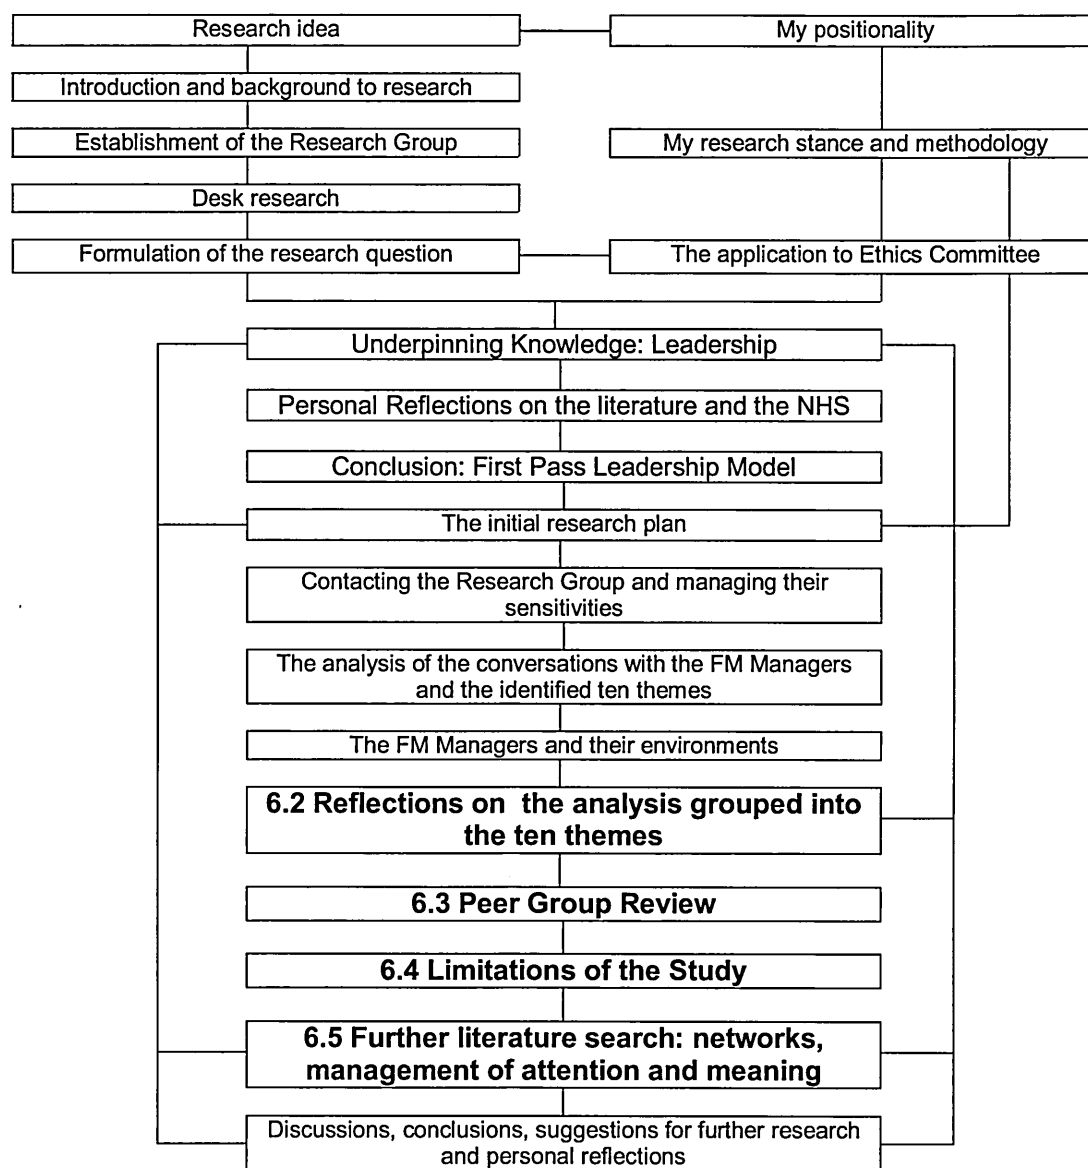 Research idea
My positionality
Introduction and background to research
Establishment of the Research Group
My research stance and methodology
Desk research
Formulation of the research question
The application to Ethics Committee
Underpinning Knowledge: Leadership
Personal Reflections on the literature and the NHS
Conclusion: First Pass Leadership Model
The initial research plan
Contacting the Research Group and managing their
sensitivities
The analysis of the conversations with the FM Managers
and the identified ten themes
The FM Managers and their environments
6.2 Reflections on the analysis grouped into
the ten themes
6.3 Peer Group Review
6.4 Limitations of the Study
6.5 Further literature search: networks,
management of attention and meaning
Discussions, conclusions, suggestions for further research
and personal reflections